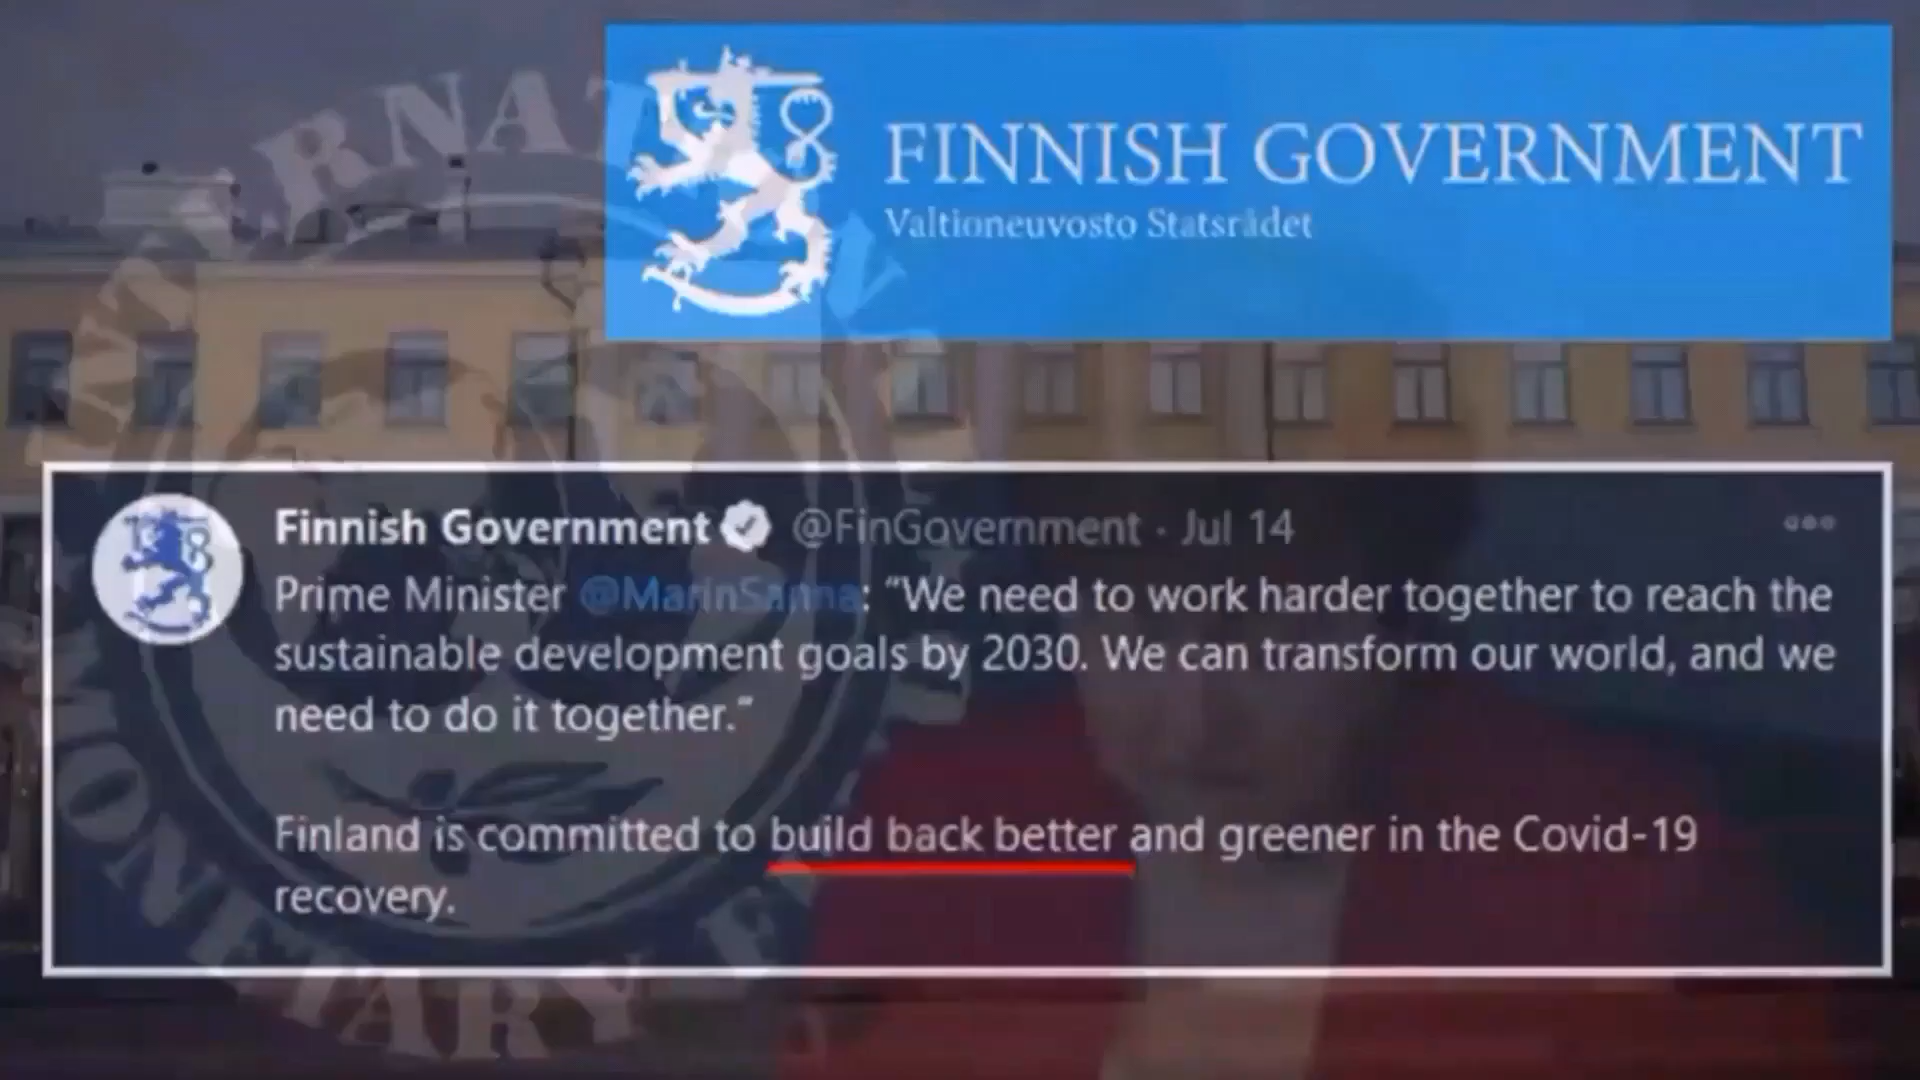 FINNISH GOVERNMENT
Valtioneuvosto Statsrådet
Finnish Government @FinGovernment · Jul 14
Prime Minister @MarinSanna: “We need to work harder together to reach the
sustainable development goals by 2030. We can transform our world, and we
need to do it together.”
Finland is committed to build back better and greener in the Covid-19
recovery.
INTERNAT
MONETARY F